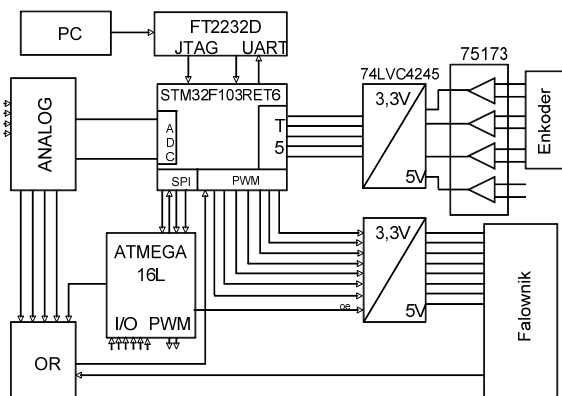 PC
FT2232D
JTAG UART
75173
74LVC4245
STM32F103RET6
3,3V
ANALOG
A
D
C
T
5
Enkoder
5V
SPI
PWM
3,3V
ATMEGA
16L
Falownik
oe
5V
I/O PWM
OR